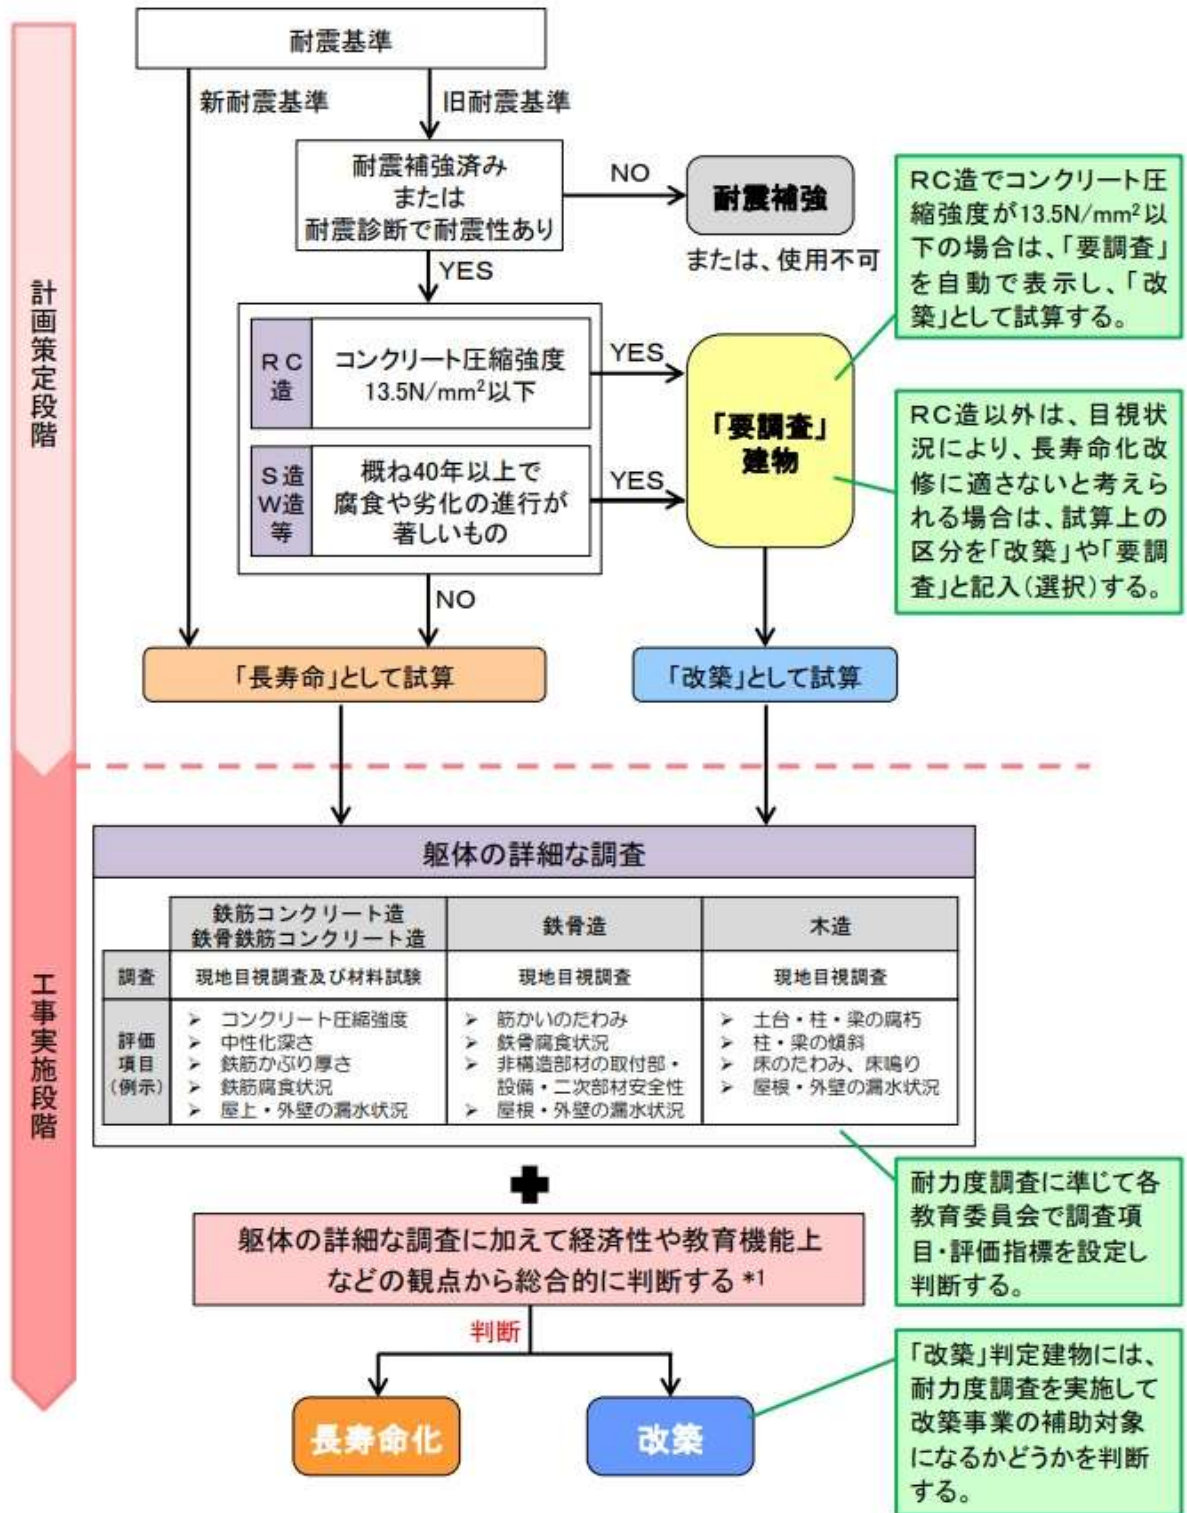 耐震基準
新耐震基準
旧耐震基準
耐震補強済み
または
耐震診断で耐震性あり
NO
耐震補強
または、使用不可
YES
RC
造
コンクリート圧縮強度
13.5N/mm²以下
YES
S造
W造
等
概ね40年以上で
腐食や劣化の進行が
著しいもの
YES
「要調査」
建物
NO
「長寿命」として試算
「改築」として試算
RC造でコンクリート圧
縮強度が13.5N/mm²以
下の場合は、「要調査」
を自動で表示し、「改
築」として試算する。
RC造以外は、目視状
況により、長寿命化改
修に適さないと考えら
れる場合は、試算上の
区分を「改築」や「要調
査」と記入(選択)する。
計画策定段階
工事実施段階
躯体の詳細な調査
鉄筋コンクリート造
鉄骨鉄筋コンクリート造
鉄骨造
木造
調査
現地目視調査及び材料試験
現地目視調査
現地目視調査
評価
項目
(例示)
➢ コンクリート圧縮強度
➢ 中性化深さ
➢ 鉄筋かぶり厚さ
➢ 鉄筋腐食状況
➢ 屋上・外壁の漏水状況
➢ 筋かいのたわみ
➢ 鉄骨腐食状況
➢ 非構造部材の取付部・
設備・二次部材安全性
➢ 屋根・外壁の漏水状況
➢ 土台・柱・梁の腐朽
➢ 柱・梁の傾斜
➢ 床のたわみ、床鳴り
➢ 屋根・外壁の漏水状況
耐力度調査に準じて各
教育委員会で調査項
目・評価指標を設定し
判断する。
躯体の詳細な調査に加えて経済性や教育機能上
などの観点から総合的に判断する *1
判断
長寿命化
改築
「改築」判定建物には、
耐力度調査を実施して
改築事業の補助対象
になるかどうかを判断
する。